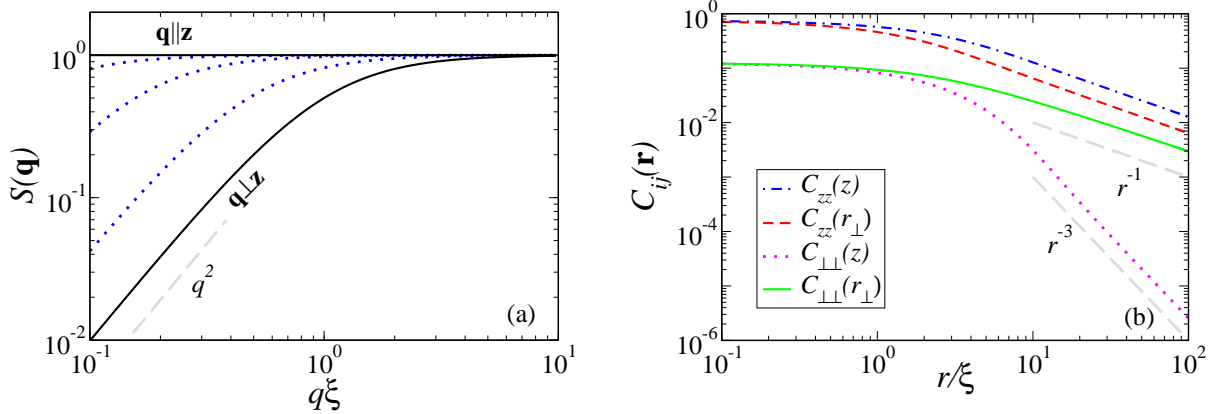 q||z
10^0
10^-1
10^-2
S(q)
q⊥z
q^2
(a)
10^-1
10^0
10^1
qξ
10^0
10^-2
10^-4
10^-6
C_ij(r)
C_zz(z)
C_zz(r_⊥)
C_⊥⊥(z)
C_⊥⊥(r_⊥)
r^-1
r^-3
(b)
10^-1
10^0
10^1
10^2
r/ξ